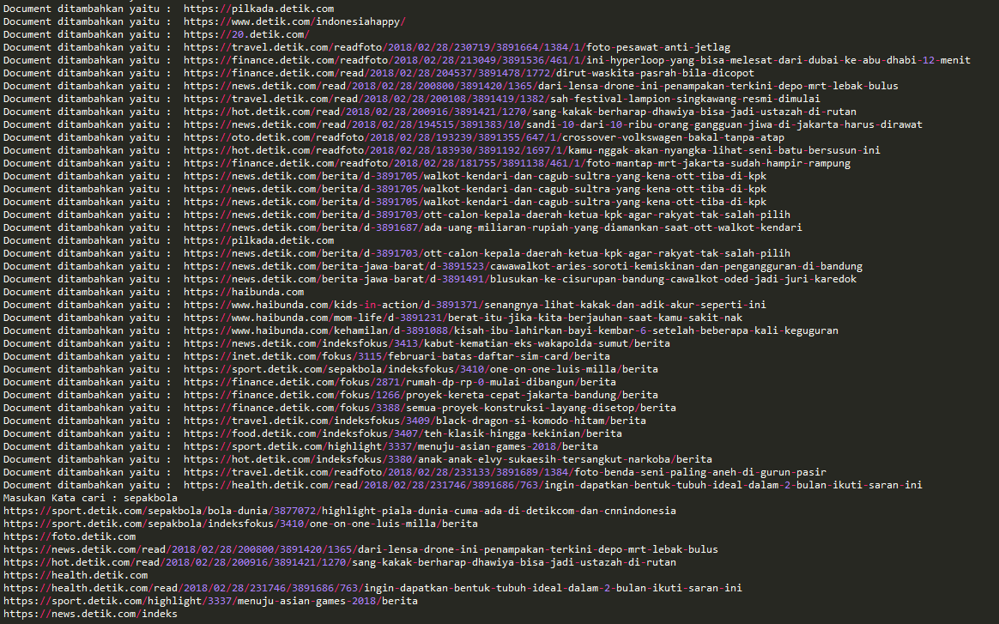 Document ditambahkan yaitu :  https://pilkada.detik.com
Document ditambahkan yaitu :  https://www.detik.com/indonesiahappy/
Document ditambahkan yaitu :  https://20.detik.com/
Document ditambahkan yaitu :  https://travel.detik.com/readfoto/2018/02/28/230719/3891664/1384/1/foto-pesawat-anti-jetlag
Document ditambahkan yaitu :  https://finance.detik.com/readfoto/2018/02/28/213049/3891536/461/1/ini-hyperloop-yang-bisa-melesat-dari-dubai-ke-abu-dhabi-12-menit
Document ditambahkan yaitu :  https://finance.detik.com/read/2018/02/28/204537/3891478/1772/dirut-waskita-pasrah-bila-dicopot
Document ditambahkan yaitu :  https://news.detik.com/read/2018/02/28/200800/3891420/1365/dari-lensa-drone-ini-penampakan-terkini-depo-mrt-lebak-bulus
Document ditambahkan yaitu :  https://travel.detik.com/read/2018/02/28/200108/3891419/1382/sah-festival-lampion-singkawang-resmi-dimulai
Document ditambahkan yaitu :  https://hot.detik.com/read/2018/02/28/200916/3891421/1270/sang-kakak-berharap-dhawiya-bisa-jadi-ustazah-di-rutan
Document ditambahkan yaitu :  https://news.detik.com/read/2018/02/28/194515/3891383/10/sandi-10-dari-10-ribu-orang-gangguan-jiwa-di-jakarta-harus-dirawat
Document ditambahkan yaitu :  https://oto.detik.com/readfoto/2018/02/28/193239/3891355/647/1/crossover-volkswagen-bakal-tanpa-atap
Document ditambahkan yaitu :  https://hot.detik.com/readfoto/2018/02/28/183930/3891192/1697/1/kamu-nggak-akan-nyangka-lihat-seni-batu-bersusun-ini
Document ditambahkan yaitu :  https://finance.detik.com/readfoto/2018/02/28/181755/3891138/461/1/foto-mantap-mrt-jakarta-sudah-hampir-rampung
Document ditambahkan yaitu :  https://news.detik.com/berita/d-3891705/walkot-kendari-dan-cagub-sultra-yang-kena-ott-tiba-di-kpk
Document ditambahkan yaitu :  https://news.detik.com/berita/d-3891705/walkot-kendari-dan-cagub-sultra-yang-kena-ott-tiba-di-kpk
Document ditambahkan yaitu :  https://news.detik.com/berita/d-3891705/walkot-kendari-dan-cagub-sultra-yang-kena-ott-tiba-di-kpk
Document ditambahkan yaitu :  https://news.detik.com/berita/d-3891703/ott-calon-kepala-daerah-ketua-kpk-agar-rakyat-tak-salah-pilih
Document ditambahkan yaitu :  https://news.detik.com/berita/d-3891687/ada-uang-miliaran-rupiah-yang-diamankan-saat-ott-walkot-kendari
Document ditambahkan yaitu :  https://pilkada.detik.com
Document ditambahkan yaitu :  https://news.detik.com/berita/d-3891703/ott-calon-kepala-daerah-ketua-kpk-agar-rakyat-tak-salah-pilih
Document ditambahkan yaitu :  https://news.detik.com/berita-jawa-barat/d-3891523/cawawalkot-aries-soroti-kemiskinan-dan-pengangguran-di-bandung
Document ditambahkan yaitu :  https://news.detik.com/berita-jawa-barat/d-3891491/blusukan-ke-cisurupan-bandung-cawalkot-oded-jadi-juri-karedok
Document ditambahkan yaitu :  https://haibunda.com
Document ditambahkan yaitu :  https://www.haibunda.com/kids-in-action/d-3891371/senangnya-lihat-kakak-dan-adik-akur-seperti-ini
Document ditambahkan yaitu :  https://www.haibunda.com/mom-life/d-3891231/berat-itu-jika-kita-berjauhan-saat-kamu-sakit-nak
Document ditambahkan yaitu :  https://www.haibunda.com/kehamilan/d-3891088/kisah-ibu-lahirkan-bayi-kembar-6-setelah-beberapa-kali-keguguran
Document ditambahkan yaitu :  https://news.detik.com/indeksfokus/3413/kabut-kematian-eks-wakapolda-sumut/berita
Document ditambahkan yaitu :  https://inet.detik.com/fokus/3115/februari-batas-daftar-sim-card/berita
Document ditambahkan yaitu :  https://sport.detik.com/sepakbola/indeksfokus/3410/one-on-one-luis-milla/berita
Document ditambahkan yaitu :  https://finance.detik.com/fokus/2871/rumah-dp-rp-0-mulai-dibangun/berita
Document ditambahkan yaitu :  https://finance.detik.com/fokus/1266/proyek-kereta-cepat-jakarta-bandung/berita
Document ditambahkan yaitu :  https://finance.detik.com/fokus/3388/semua-proyek-konstruksi-layang-disetop/berita
Document ditambahkan yaitu :  https://travel.detik.com/indeksfokus/3409/black-dragon-si-komodo-hitam/berita
Document ditambahkan yaitu :  https://food.detik.com/indeksfokus/3407/teh-klasik-hingga-kekinian/berita
Document ditambahkan yaitu :  https://sport.detik.com/highlight/3337/menuju-asian-games-2018/berita
Document ditambahkan yaitu :  https://hot.detik.com/indeksfokus/3380/anak-anak-elvy-sukaesih-tersangkut-narkoba/berita
Document ditambahkan yaitu :  https://travel.detik.com/readfoto/2018/02/28/233133/3891689/1384/foto-benda-seni-paling-aneh-di-gurun-pasir
Document ditambahkan yaitu :  https://health.detik.com/read/2018/02/28/231746/3891686/763/ingin-dapatkan-bentuk-tubuh-ideal-dalam-2-bulan-ikuti-saran-ini
Masukan Kata cari : sepakbola
https://sport.detik.com/sepakbola/bola-dunia/3877072/highlight-piala-dunia-cuma-ada-di-detikcom-dan-cnnindonesia
https://sport.detik.com/sepakbola/indeksfokus/3410/one-on-one-luis-milla/berita
https://foto.detik.com
https://news.detik.com/read/2018/02/28/200800/3891420/1365/dari-lensa-drone-ini-penampakan-terkini-depo-mrt-lebak-bulus
https://hot.detik.com/read/2018/02/28/200916/3891421/1270/sang-kakak-berharap-dhawiya-bisa-jadi-ustazah-di-rutan
https://health.detik.com
https://health.detik.com/read/2018/02/28/231746/3891686/763/ingin-dapatkan-bentuk-tubuh-ideal-dalam-2-bulan-ikuti-saran-ini
https://sport.detik.com/highlight/3337/menuju-asian-games-2018/berita
https://news.detik.com/indeks